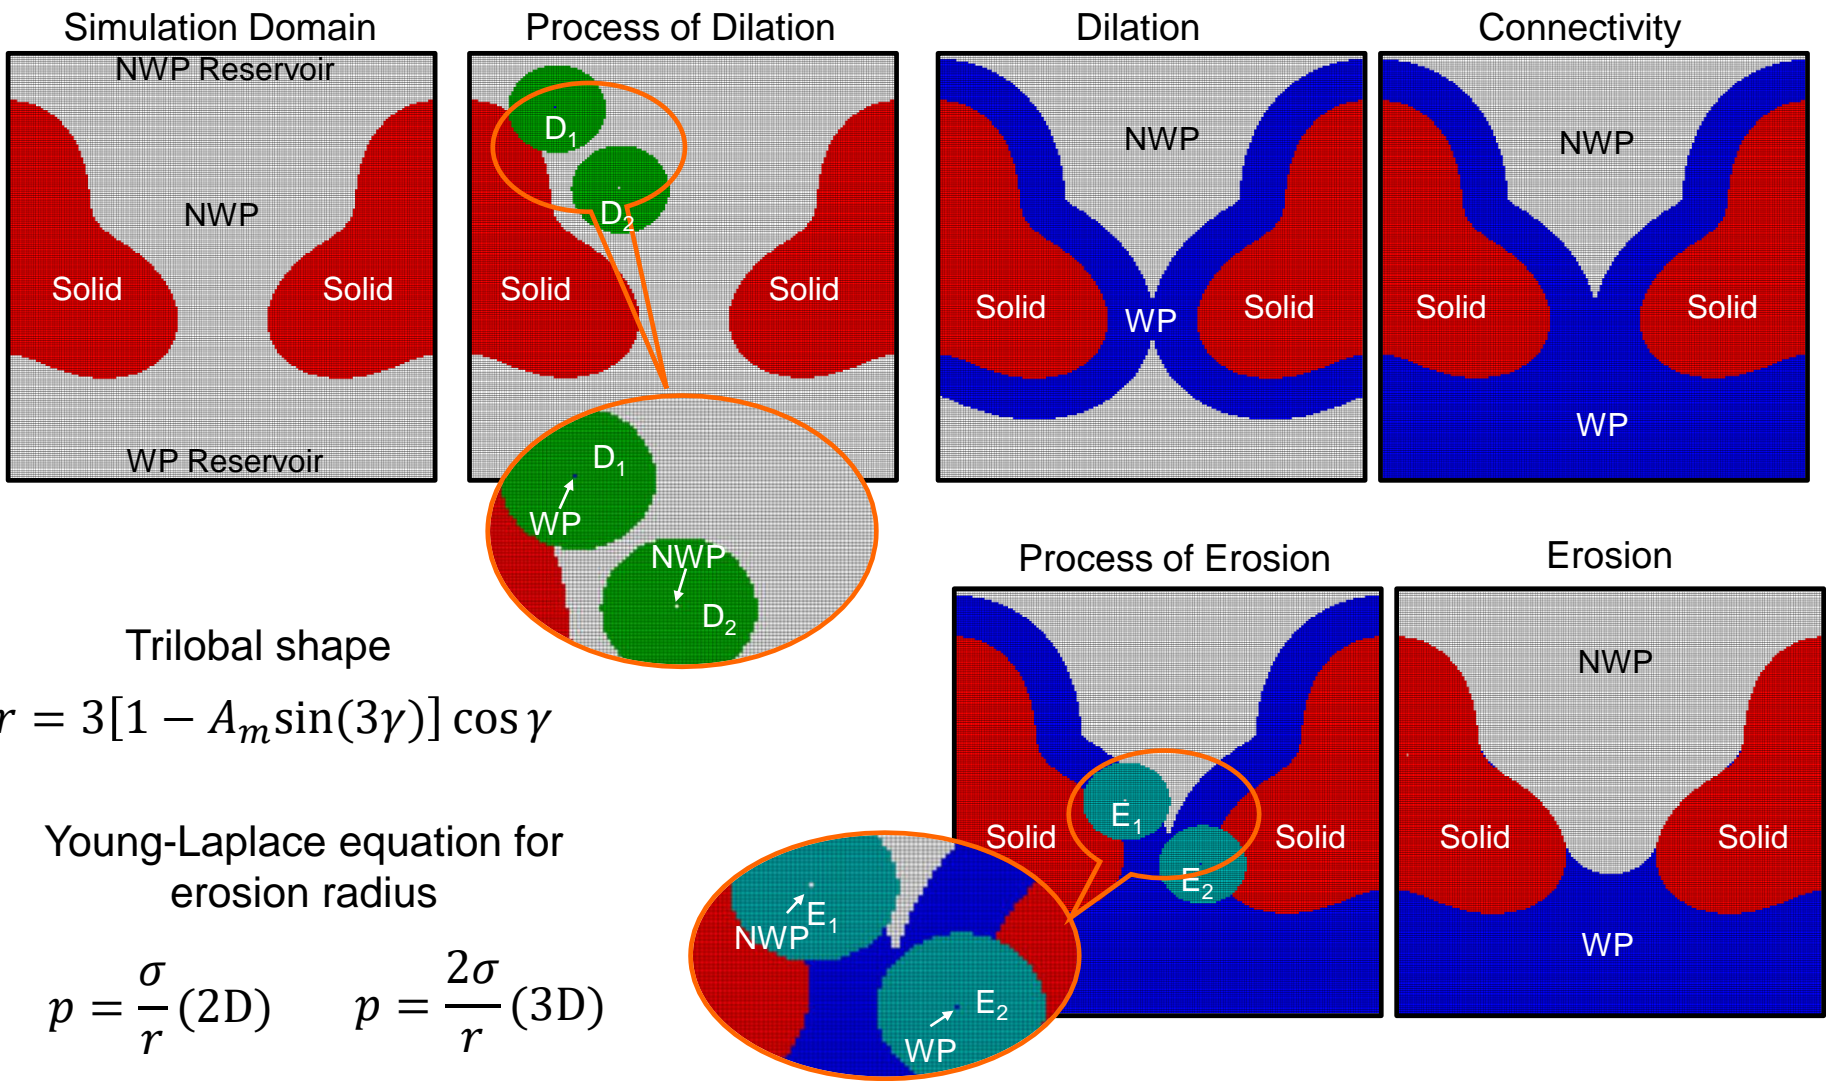 Simulation Domain
NWP Reservoir
NWP
Solid
Solid
WP Reservoir
Process of Dilation
D₁
D₂
Solid
Solid
D₁
WP
NWP
D₂
Dilation
NWP
Solid
WP
Solid
Connectivity
NWP
Solid
Solid
WP
Trilobal shape
r = 3[1 − Aₘsin(3γ)] cos γ
Young-Laplace equation for
erosion radius
p = σ/r (2D)
p = 2σ/r (3D)
Process of Erosion
E₁
Solid
Solid
E₂
E₁
NWP
E₂
WP
Erosion
NWP
Solid
Solid
WP